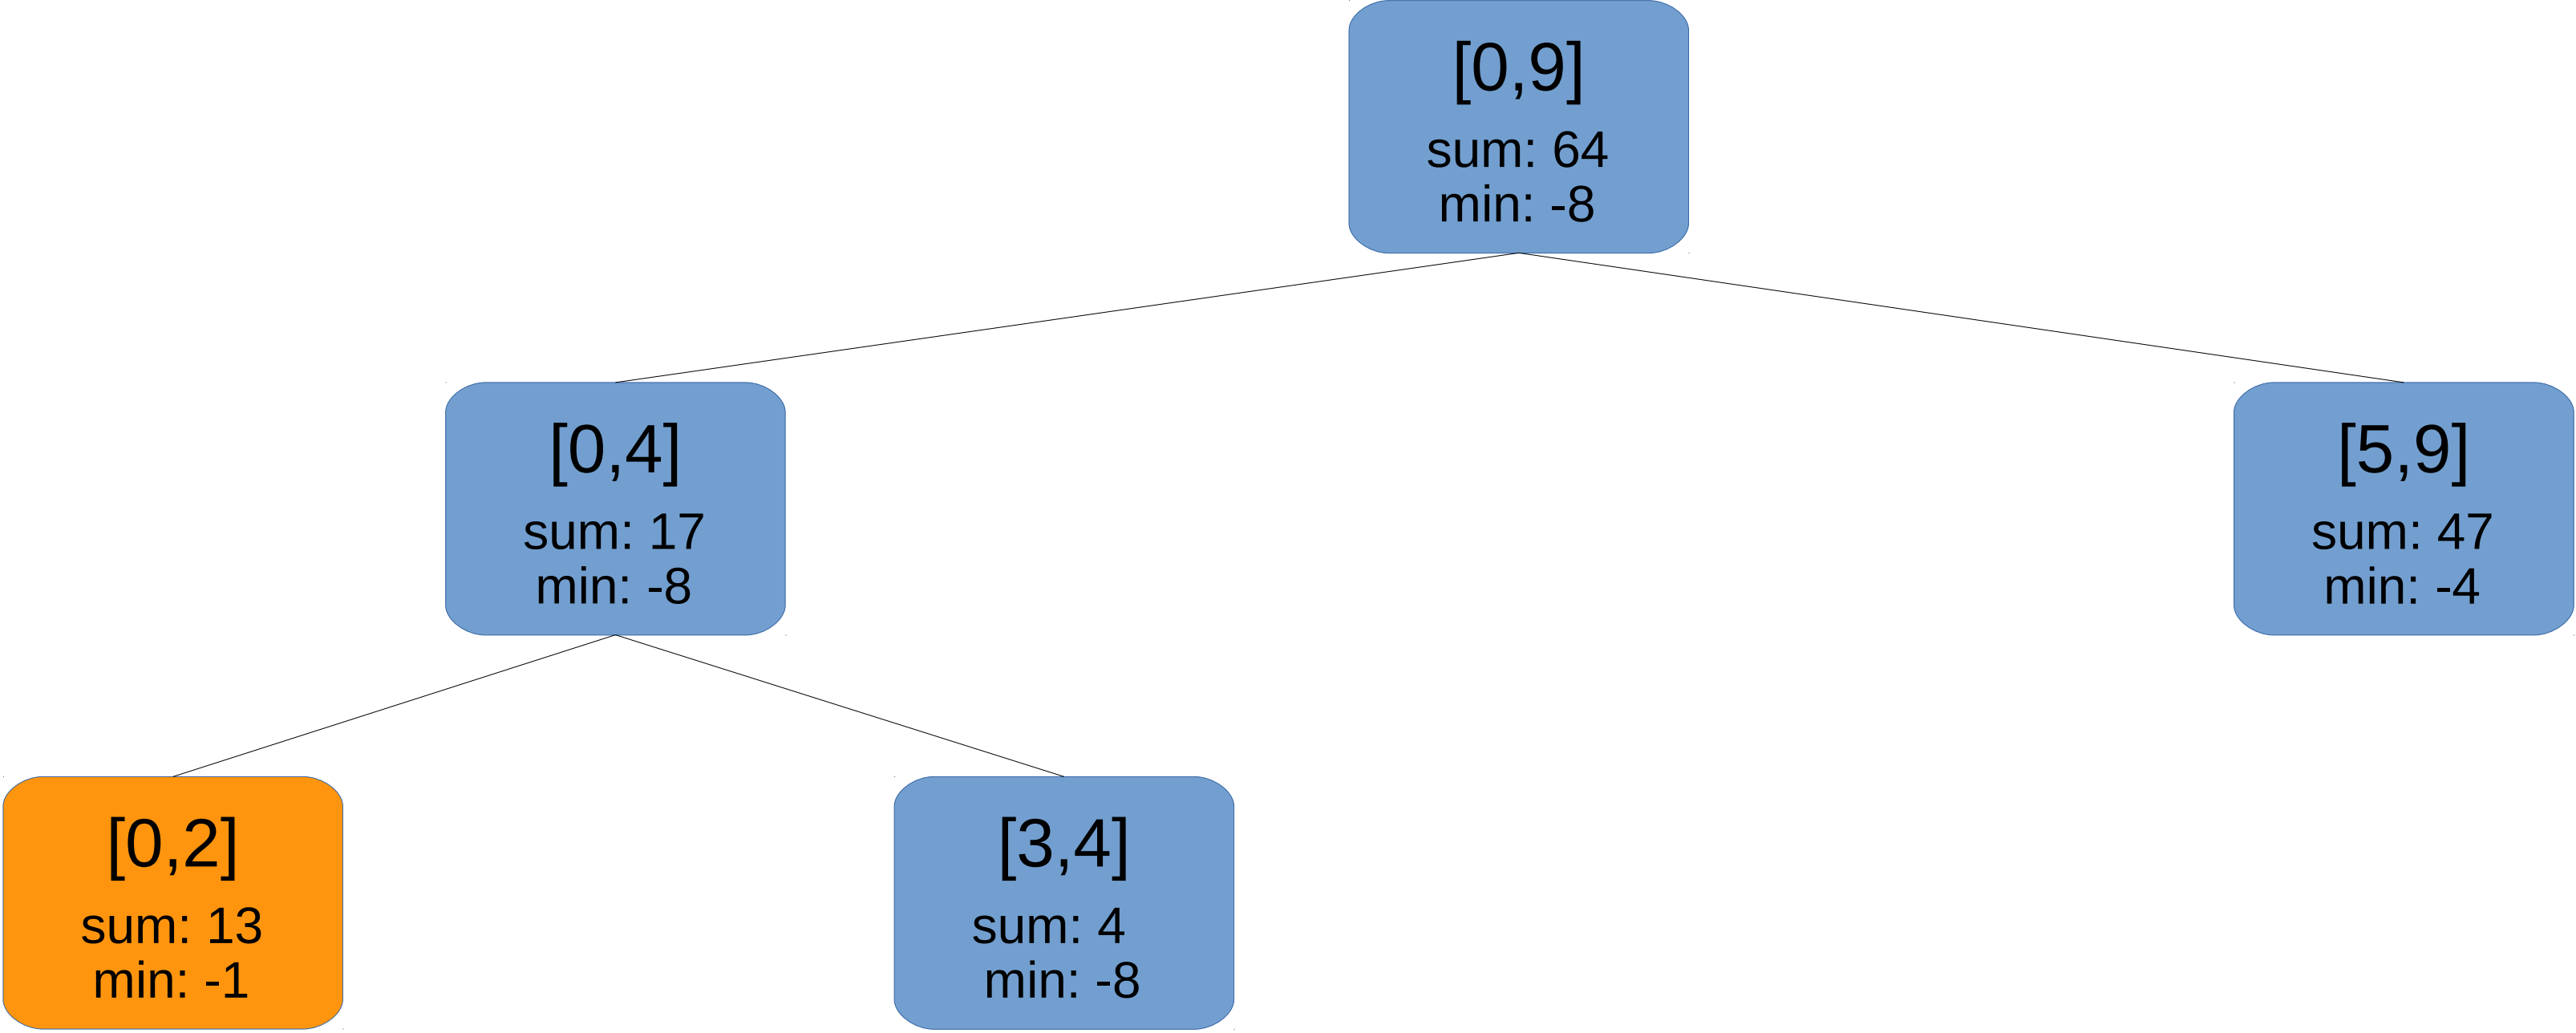 [0,9]
sum: 64
min: -8
[0,4]
sum: 17
min: -8
[5,9]
sum: 47
min: -4
[0,2]
sum: 13
min: -1
[3,4]
sum: 4
min: -8